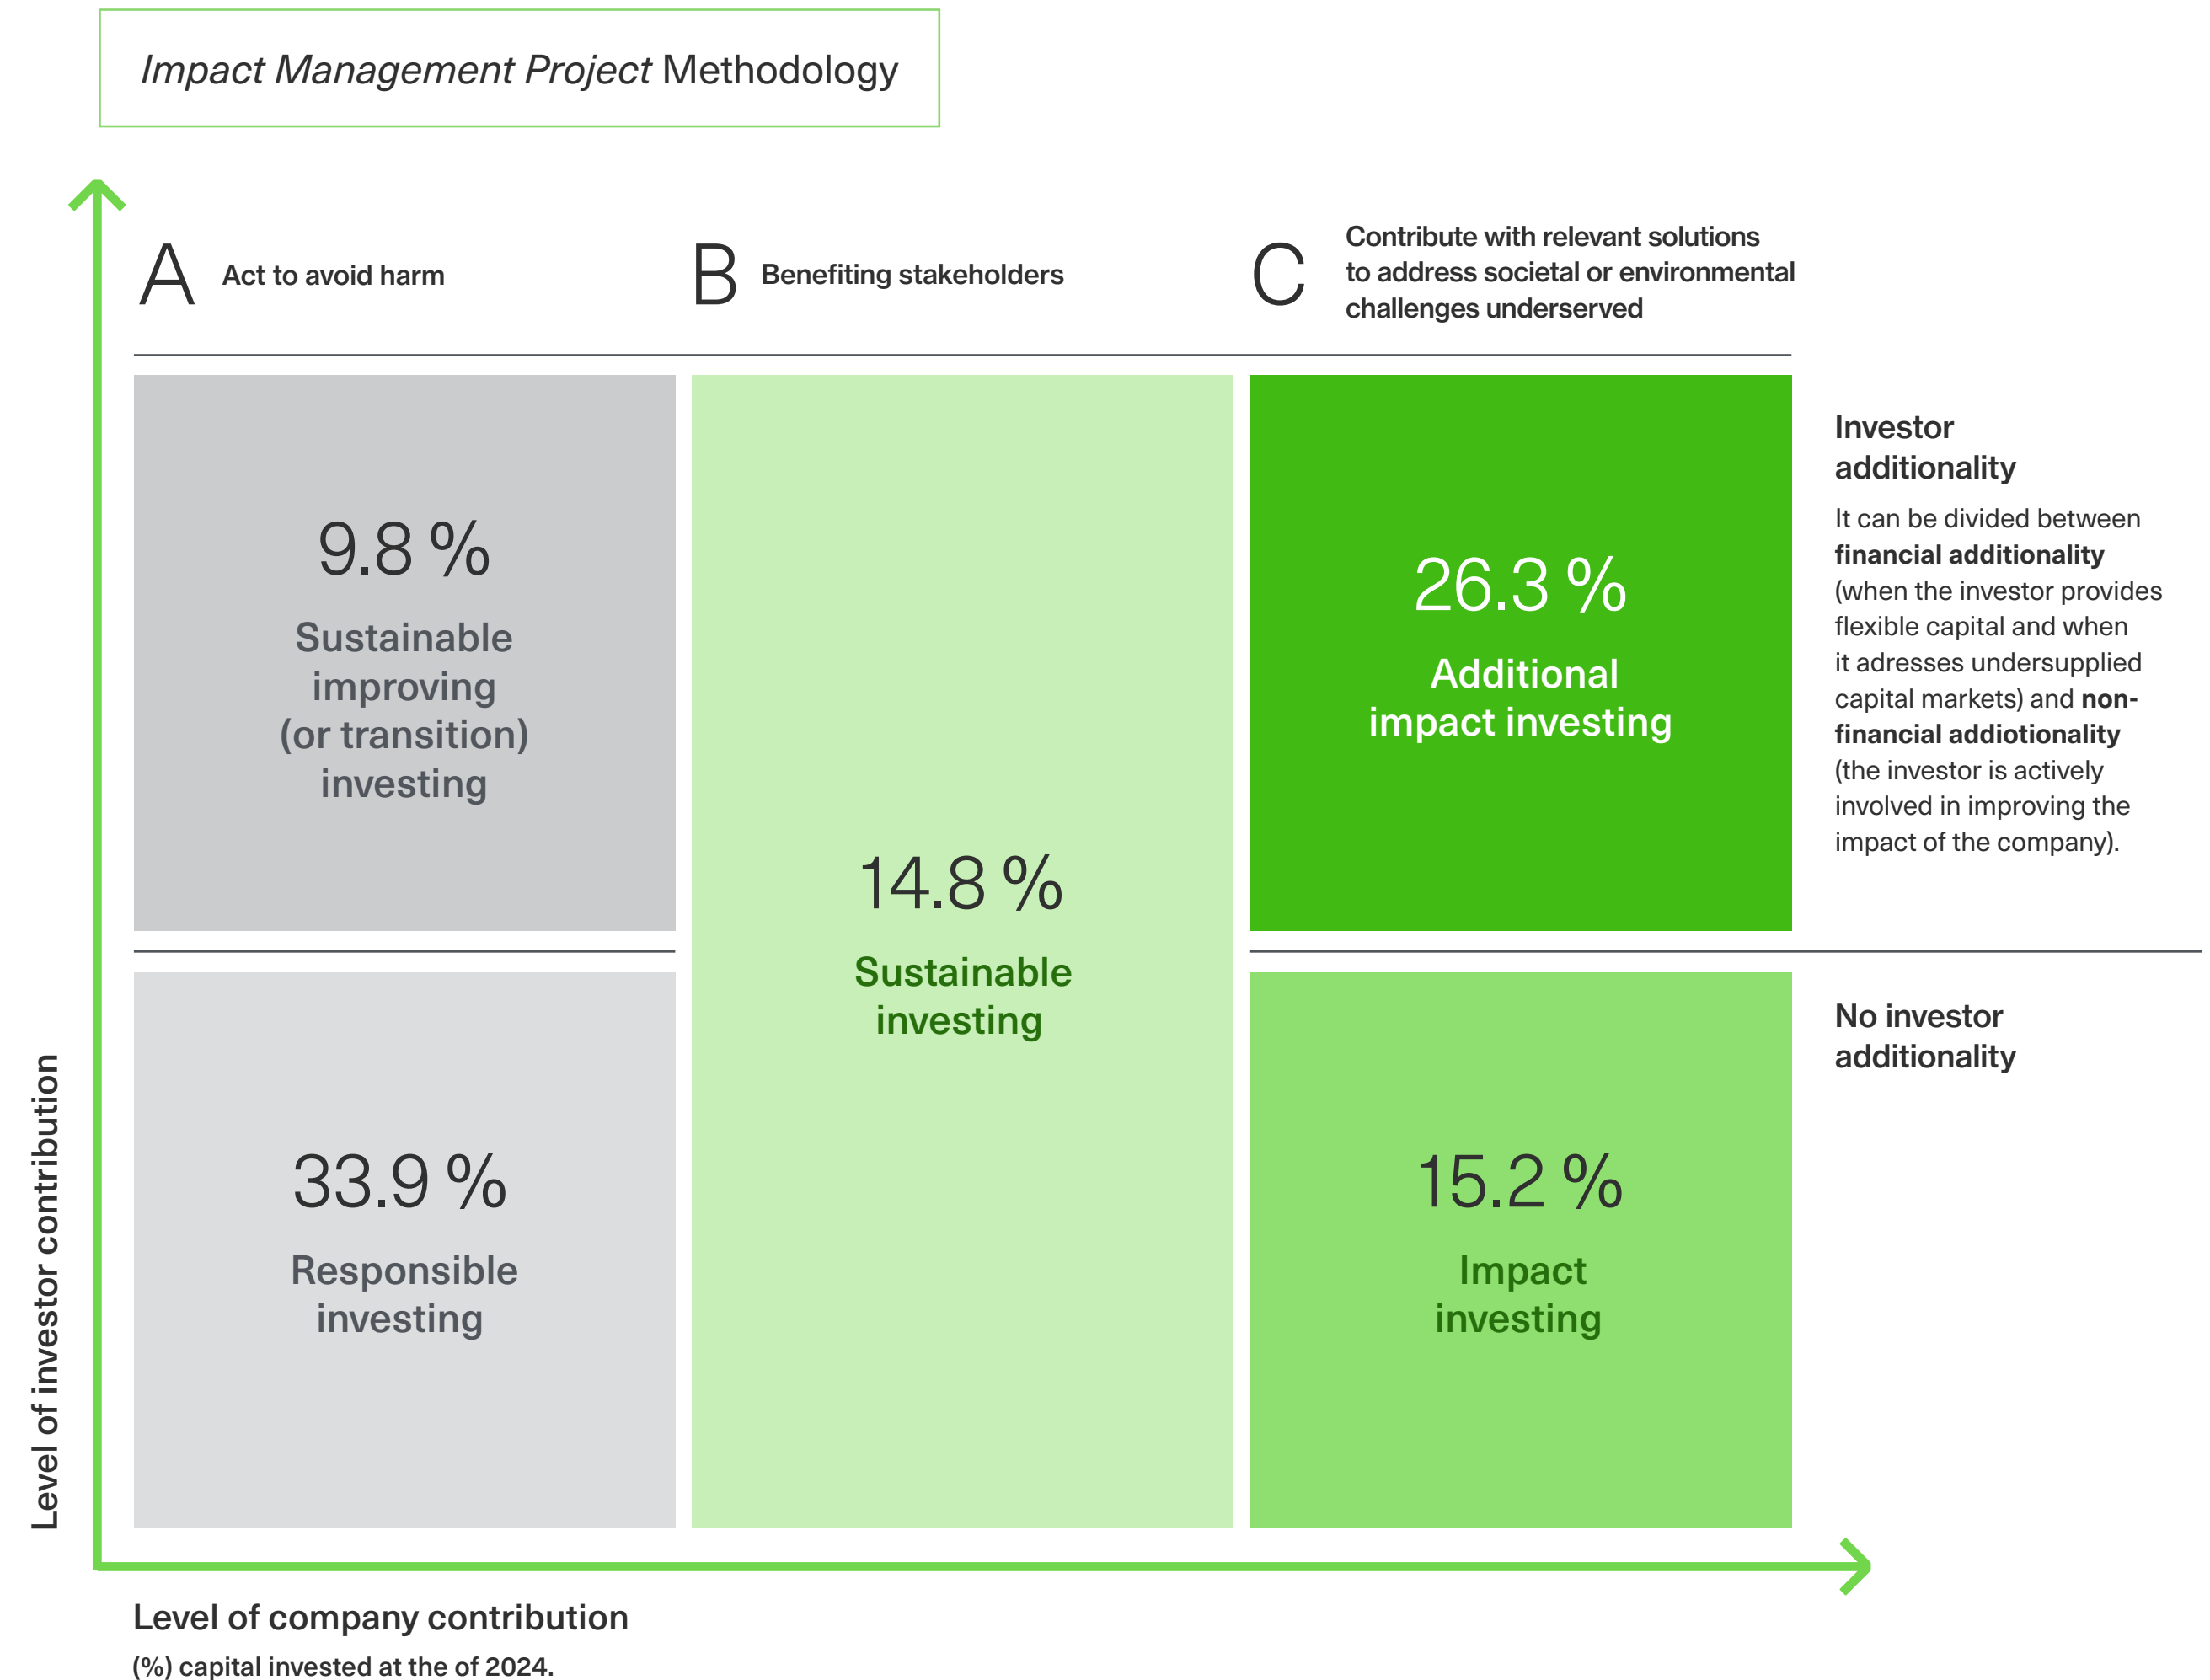 Impact Management Project Methodology
A
Act to avoid harm
B
Benefiting stakeholders
C
Contribute with relevant solutions
to address societal or environmental
challenges underserved
9.8 %
Sustainable
improving
(or transition)
investing
14.8 %
Sustainable
investing
26.3 %
Additional
impact investing
Investor
additionality
It can be divided between
financial additionality
(when the investor provides
flexible capital and when
it adresses undersupplied
capital markets) and non-
financial addiotionality
(the investor is actively
involved in improving the
impact of the company).
33.9 %
Responsible
investing
15.2 %
Impact
investing
No investor
additionality
Level of investor contribution
Level of company contribution
(%) capital invested at the of 2024.